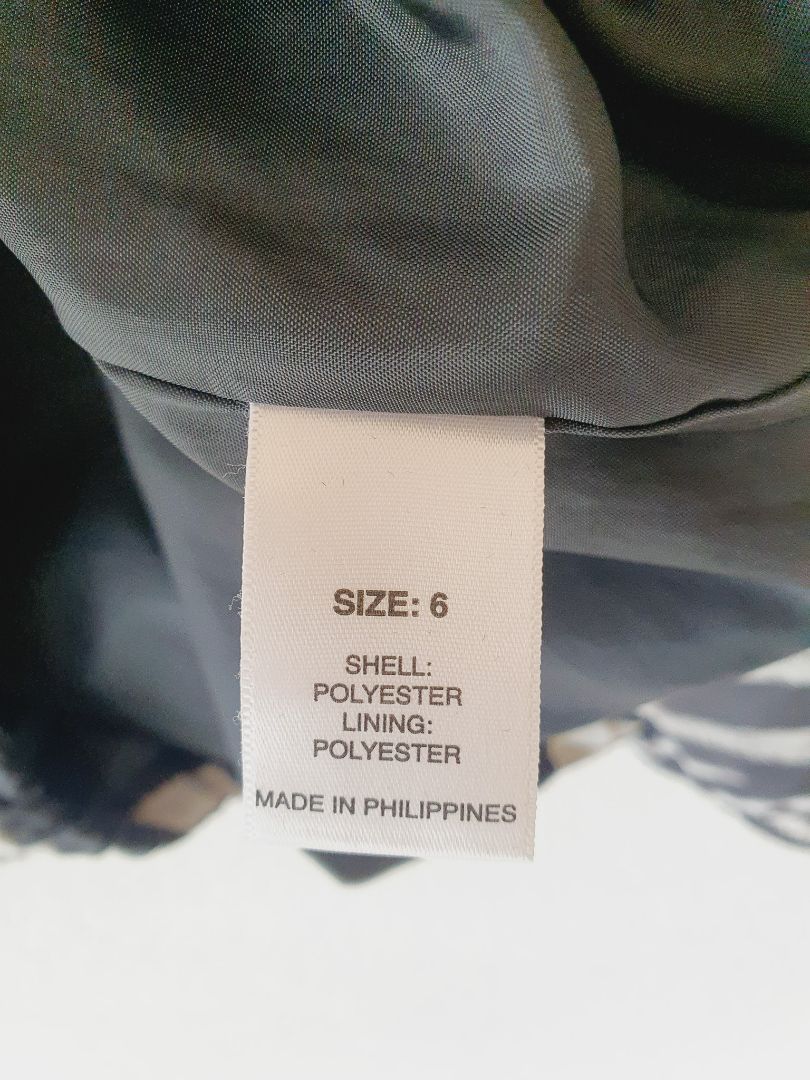 SIZE: 6
SHELL:
POLYESTER
LINING:
POLYESTER
MADE IN PHILIPPINES